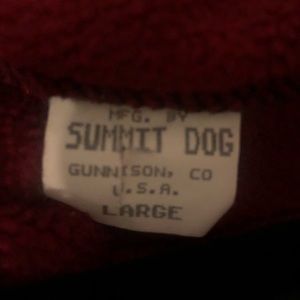 MFG. BY
SUMMIT DOG
GUNNISON, CO
U.S.A.
LARGE